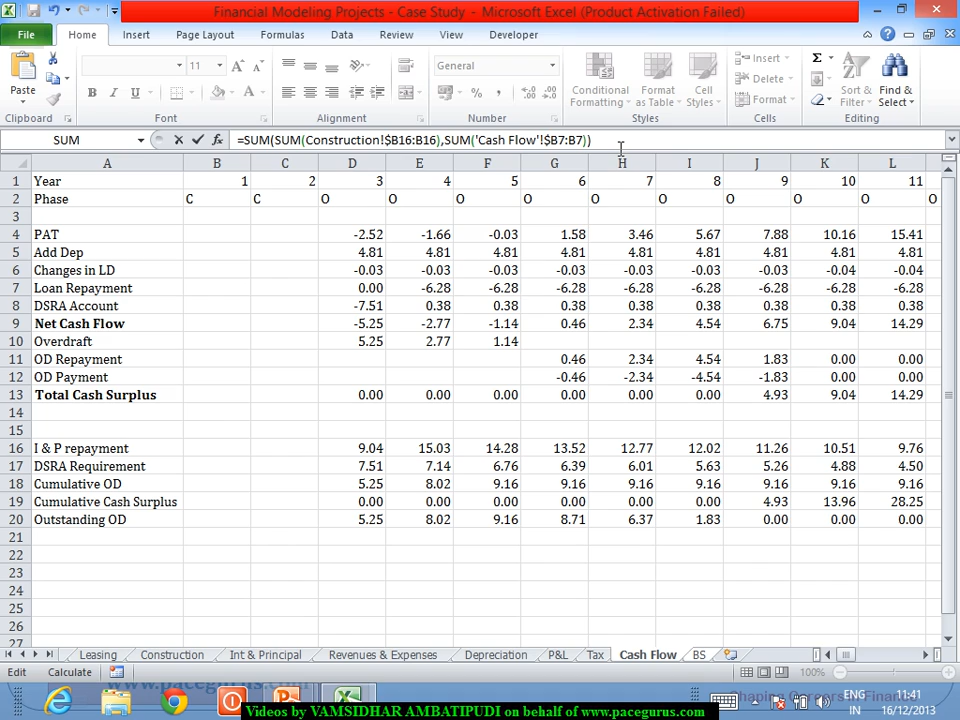 Financial Modeling Projects - Case Study - Microsoft Excel (Product Activation Failed)
File Home Insert Page Layout Formulas Data Review View Developer
Paste
11
General
Conditional Formatting
Format as Table
Cell Styles
Insert
Delete
Format
Sort & Filter
Find & Select
Clipboard Font Alignment Number Styles Cells Editing
SUM =SUM(SUM(Construction!$B16:B16),SUM('Cash Flow'!$B7:B7))
A B C D E F G H I J K L
1 Year 1 2 3 4 5 6 7 8 9 10 11
2 Phase C C O O O O O O O O O O
3
4 PAT -2.52 -1.66 -0.03 1.58 3.46 5.67 7.88 10.16 15.41
5 Add Dep 4.81 4.81 4.81 4.81 4.81 4.81 4.81 4.81 4.81
6 Changes in LD -0.03 -0.03 -0.03 -0.03 -0.03 -0.03 -0.03 -0.04 -0.04
7 Loan Repayment 0.00 -6.28 -6.28 -6.28 -6.28 -6.28 -6.28 -6.28 -6.28
8 DSRA Account -7.51 0.38 0.38 0.38 0.38 0.38 0.38 0.38 0.38
9 Net Cash Flow -5.25 -2.77 -1.14 0.46 2.34 4.54 6.75 9.04 14.29
10 Overdraft 5.25 2.77 1.14
11 OD Repayment 0.46 2.34 4.54 1.83 0.00 0.00
12 OD Payment -0.46 -2.34 -4.54 -1.83 0.00 0.00
13 Total Cash Surplus 0.00 0.00 0.00 0.00 0.00 0.00 4.93 9.04 14.29
14
15
16 I & P repayment 9.04 15.03 14.28 13.52 12.77 12.02 11.26 10.51 9.76
17 DSRA Requirement 7.51 7.14 6.76 6.39 6.01 5.63 5.26 4.88 4.50
18 Cumulative OD 5.25 8.02 9.16 9.16 9.16 9.16 9.16 9.16 9.16
19 Cumulative Cash Surplus 0.00 0.00 0.00 0.00 0.00 0.00 4.93 13.96 28.25
20 Outstanding OD 5.25 8.02 9.16 8.71 6.37 1.83 0.00 0.00 0.00
21
22
23
24
25
26
27
Leasing Construction Int & Principal Revenues & Expenses Depreciation P&L Tax Cash Flow BS
Edit Calculate 100%
www.pacegurus.com
ENG 11:41
IN 16/12/2013
Videos by VAMSIDHAR AMBATIPUDI on behalf of www.pacegurus.com